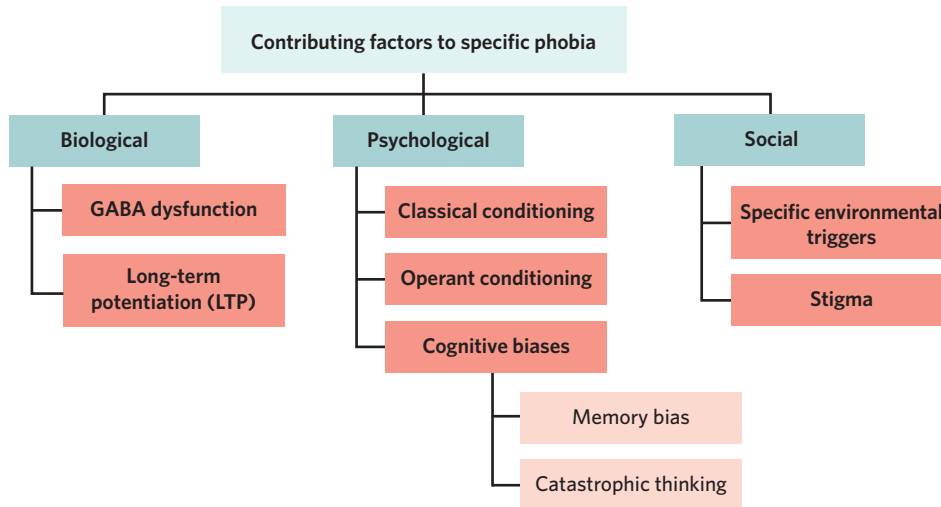 Contributing factors to specific phobia
Biological
Psychological
Social
GABA dysfunction
Long-term
potentiation (LTP)
Classical conditioning
Operant conditioning
Cognitive biases
Memory bias
Catastrophic thinking
Specific environmental
triggers
Stigma